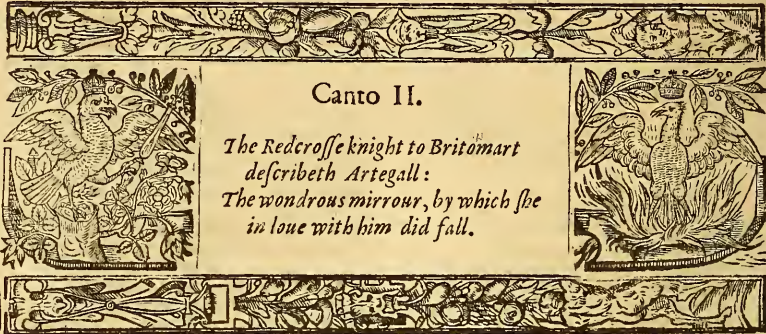 Canto II.
The Redcroſſe knight to Britomart
deſcribeth Artegall:
The wondrous mirrour, by which ſhe
in loue with him did fall.